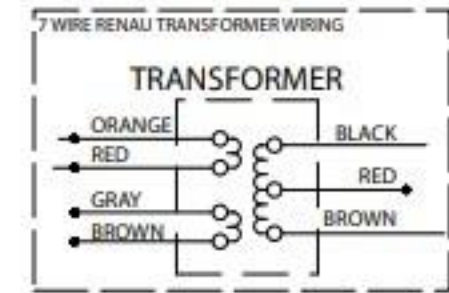 7 WIRE RENAU TRANSFORMER WIRING
TRANSFORMER
ORANGE
RED
GRAY
BROWN
BLACK
RED
BROWN